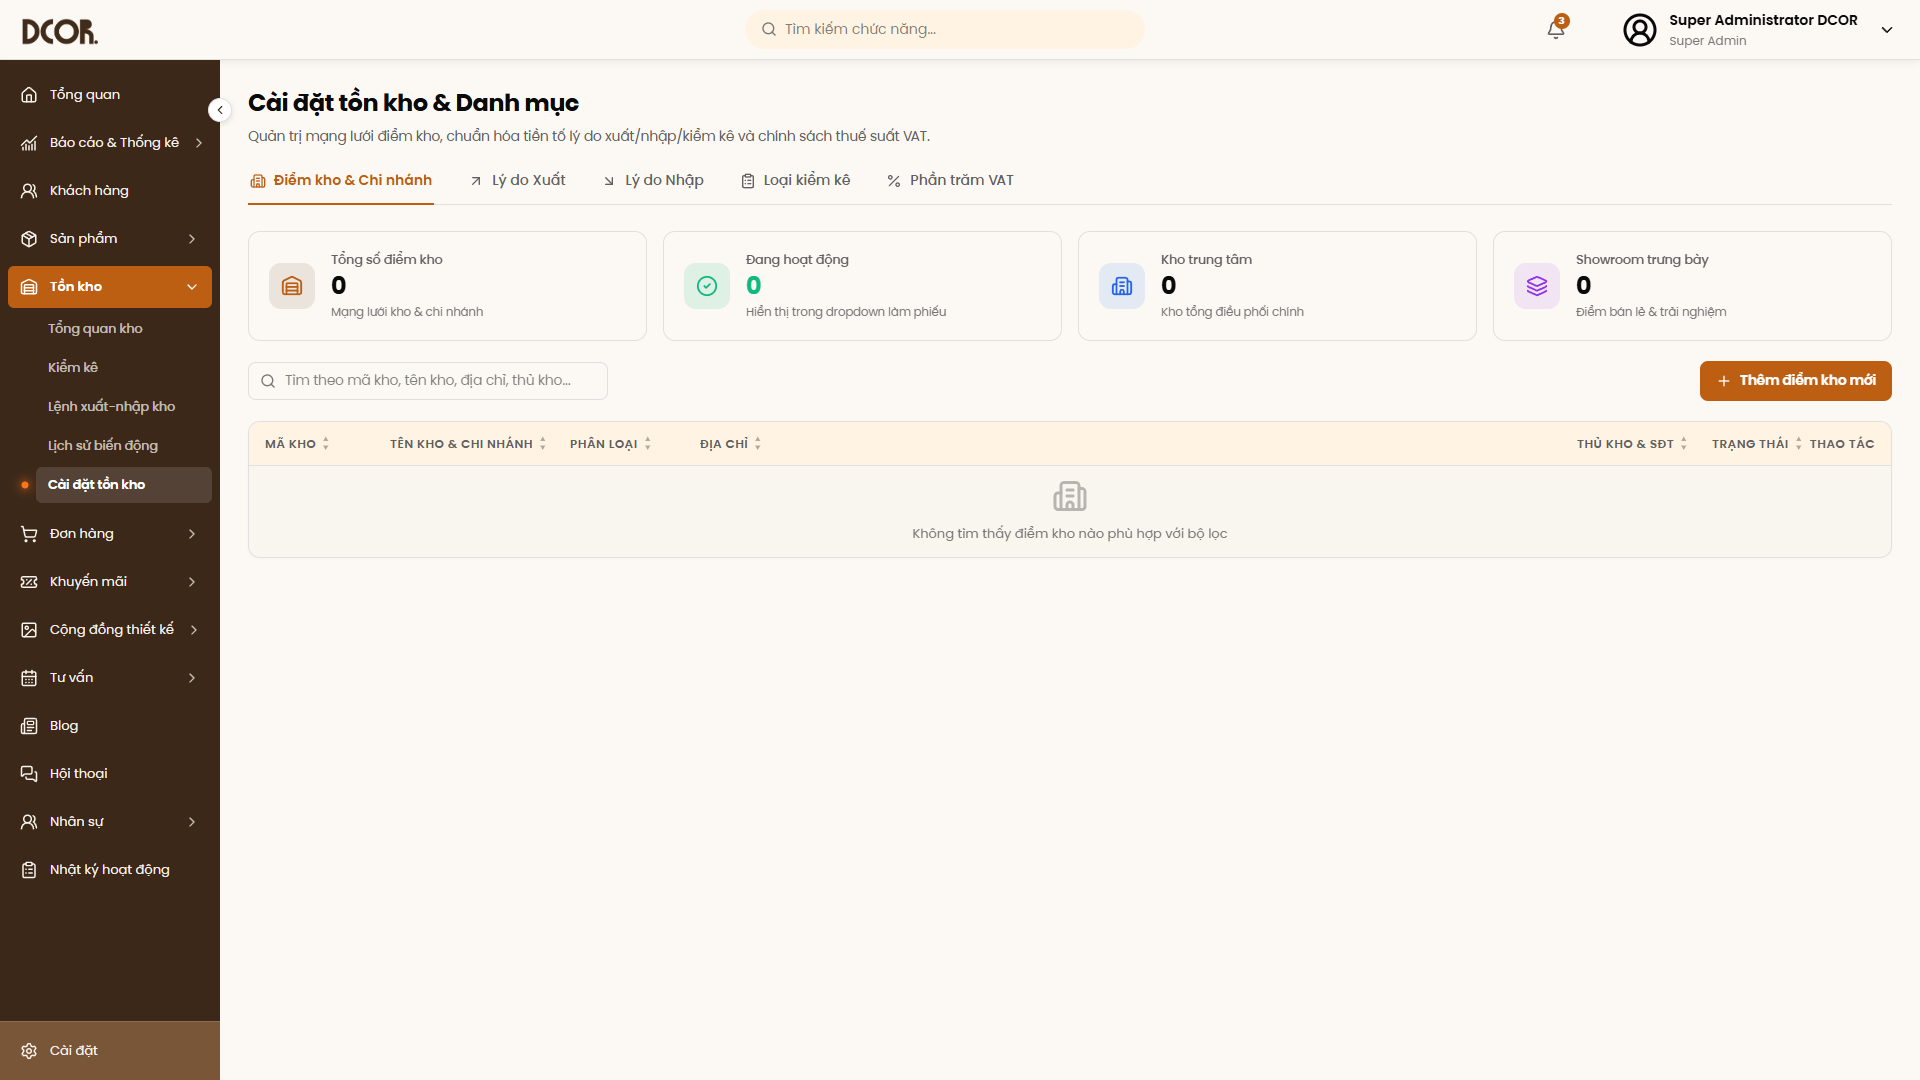 DCOR.
Tìm kiếm chức năng...
3
Super Administrator DCOR
Super Admin
Tổng quan
Báo cáo & Thống kê
Khách hàng
Sản phẩm
Tồn kho
Tổng quan kho
Kiểm kê
Lệnh xuất-nhập kho
Lịch sử biến động
Cài đặt tồn kho
Đơn hàng
Khuyến mãi
Cộng đồng thiết kế
Tư vấn
Blog
Hội thoại
Nhân sự
Nhật ký hoạt động
Cài đặt
Cài đặt tồn kho & Danh mục
Quản trị mạng lưới điểm kho, chuẩn hóa tiền tố lý do xuất/nhập/kiểm kê và chính sách thuế suất VAT.
Điểm kho & Chi nhánh
Lý do Xuất
Lý do Nhập
Loại kiểm kê
Phần trăm VAT
Tổng số điểm kho
0
Mạng lưới kho & chi nhánh
Đang hoạt động
0
Hiển thị trong dropdown làm phiếu
Kho trung tâm
0
Kho tổng điều phối chính
Showroom trưng bày
0
Điểm bán lẻ & trải nghiệm
Tìm theo mã kho, tên kho, địa chỉ, thủ kho...
Thêm điểm kho mới
MÃ KHO
TÊN KHO & CHI NHÁNH
PHÂN LOẠI
ĐỊA CHỈ
THỦ KHO & SĐT
TRẠNG THÁI
THAO TÁC
Không tìm thấy điểm kho nào phù hợp với bộ lọc